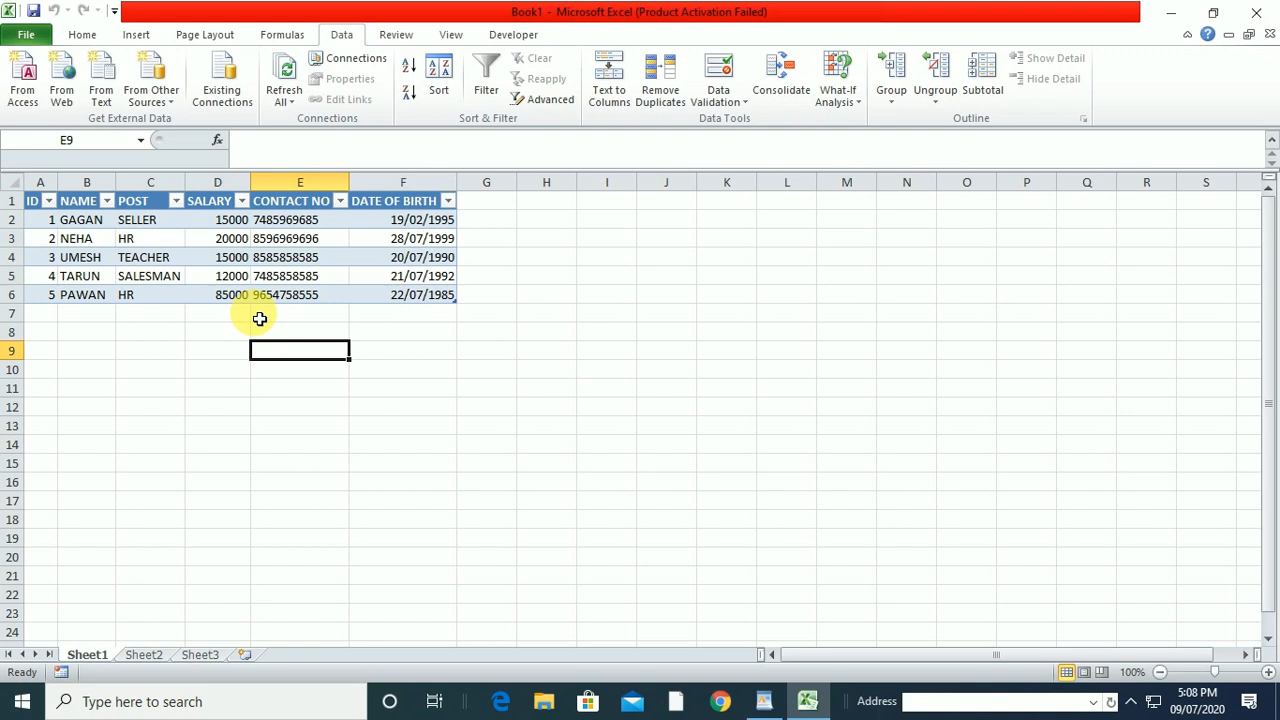 Book1 - Microsoft Excel (Product Activation Failed)
File Home Insert Page Layout Formulas Data Review View Developer
From Access
From Web
From Text
From Other Sources
Existing Connections
Refresh All
Connections
Properties
Edit Links
Sort
Filter
Clear
Reapply
Advanced
Text to Columns
Remove Duplicates
Data Validation
Consolidate
What-If Analysis
Group
Ungroup
Subtotal
Show Detail
Hide Detail
Get External Data Connections Sort & Filter Data Tools Outline
E9 fx
A B C D E F G H I J K L M N O P Q R S
1 ID NAME POST SALARY CONTACT NO DATE OF BIRTH
2 1 GAGAN SELLER 15000 7485969685 19/02/1995
3 2 NEHA HR 20000 8596969696 28/07/1999
4 3 UMESH TEACHER 15000 8585858585 20/07/1990
5 4 TARUN SALESMAN 12000 7485858585 21/07/1992
6 5 PAWAN HR 85000 9654758555 22/07/1985
7
8
9
10
11
12
13
14
15
16
17
18
19
20
21
22
23
24
Sheet1 Sheet2 Sheet3
Ready 100%
Type here to search Address 5:08 PM
09/07/2020